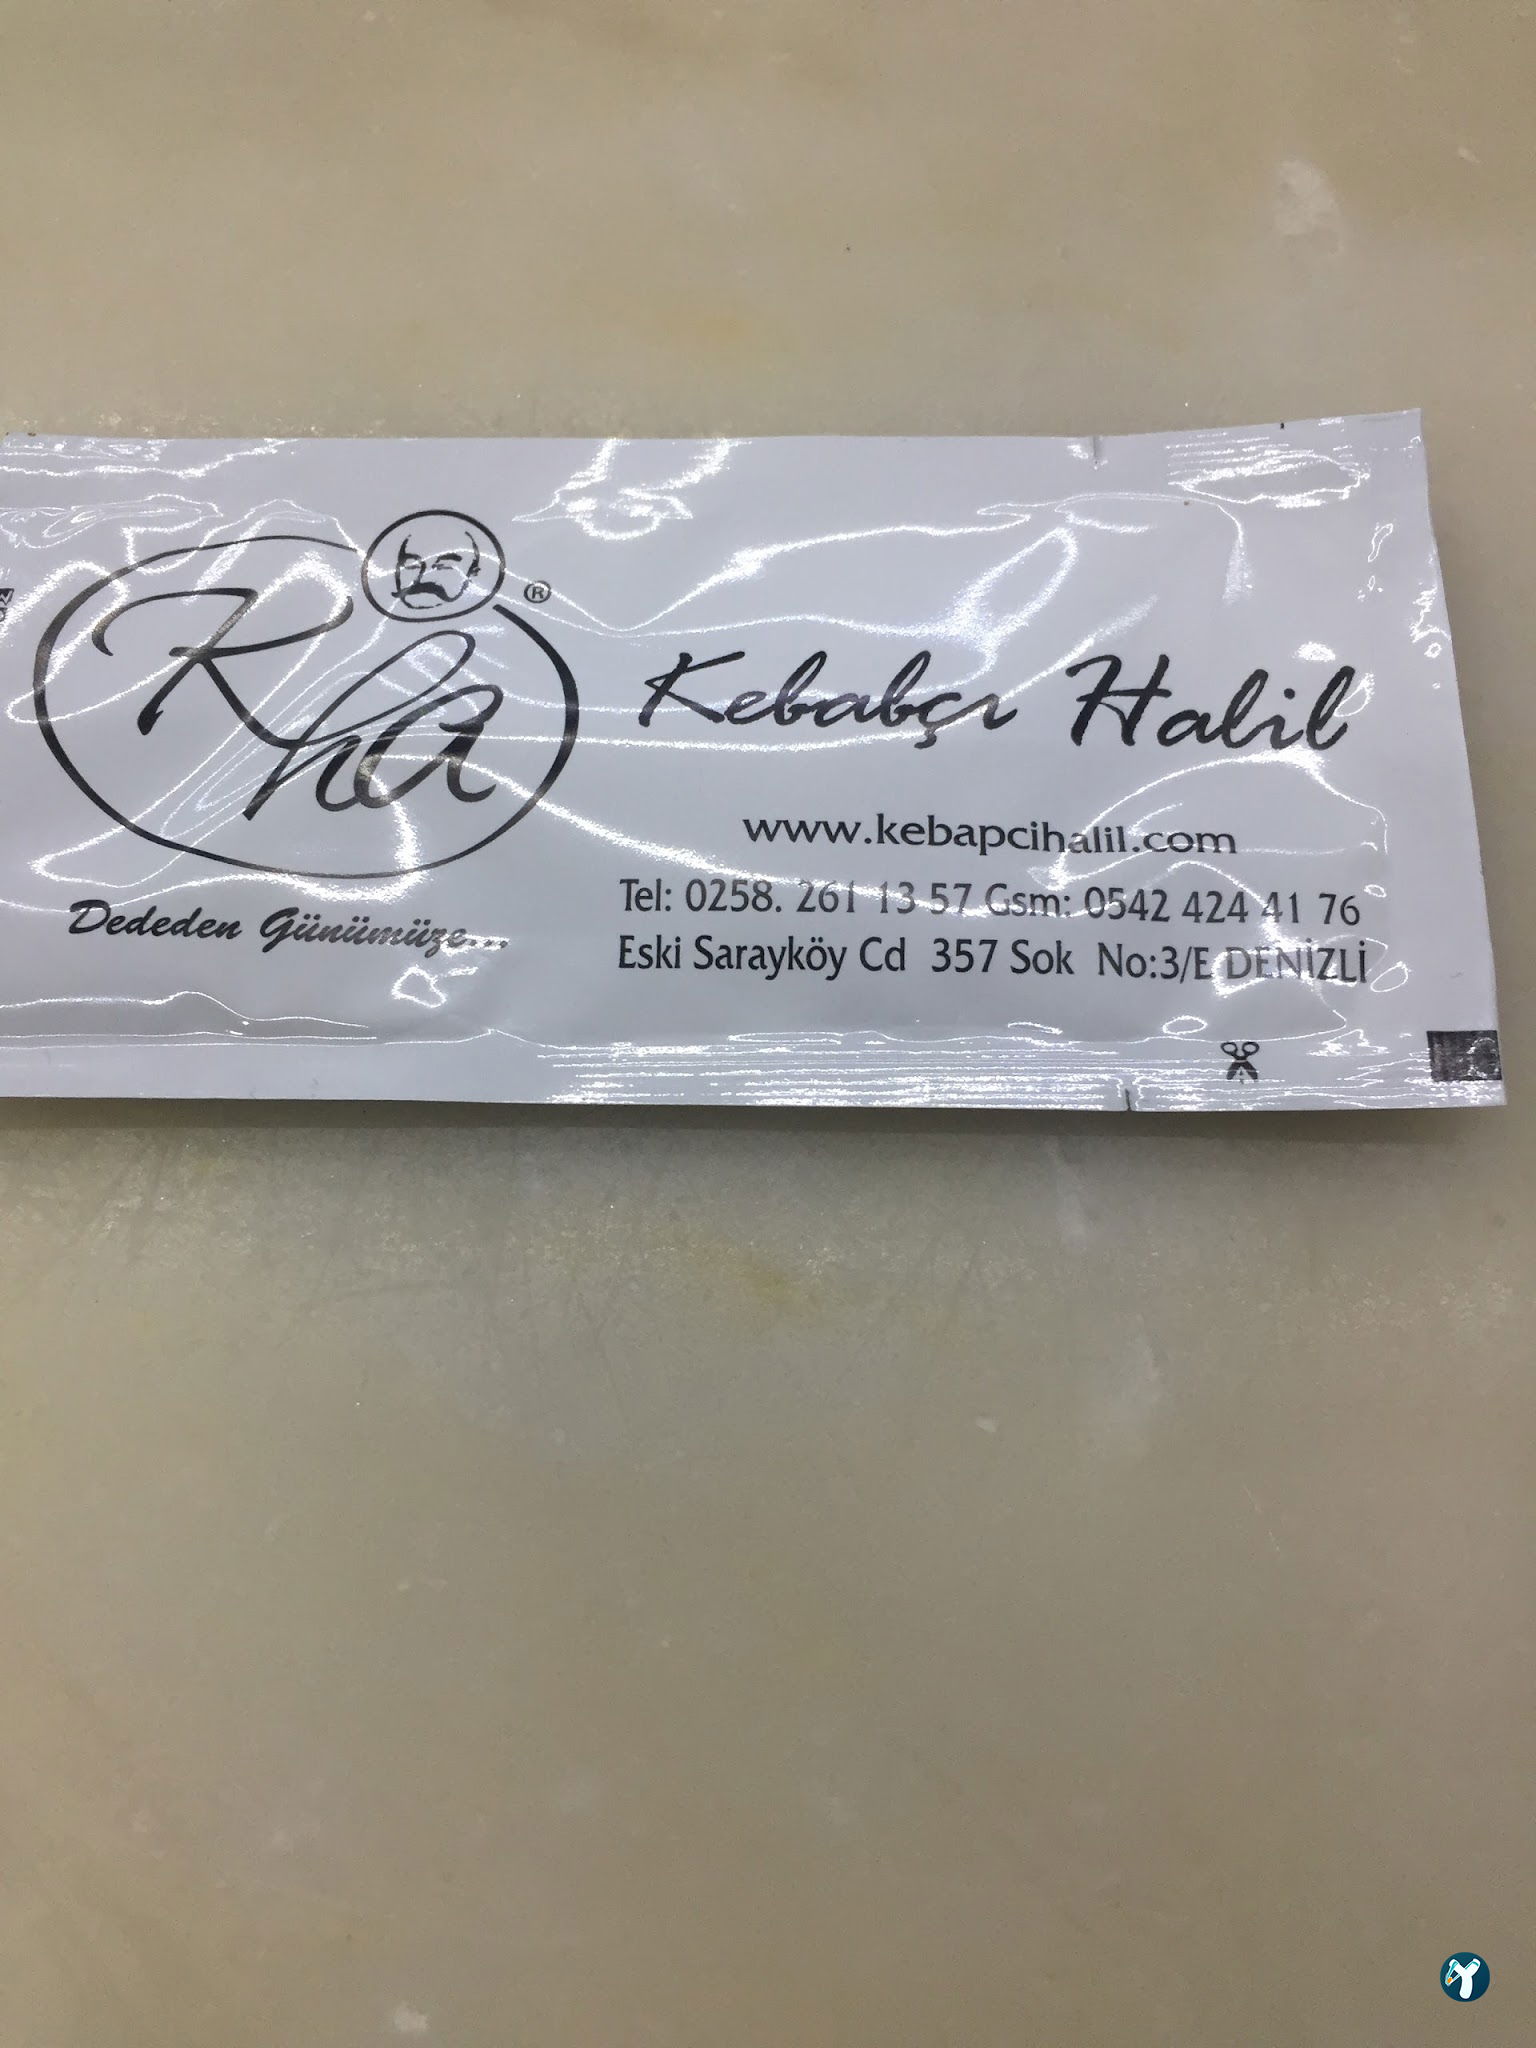 Kha
®
Dededen Günümüze...
Kebabçı Halil
www.kebapcihalil.com
Tel: 0258. 261 13 57 Gsm: 0542 424 41 76
Eski Sarayköy Cd 357 Sok No:3/E DENİZLİ